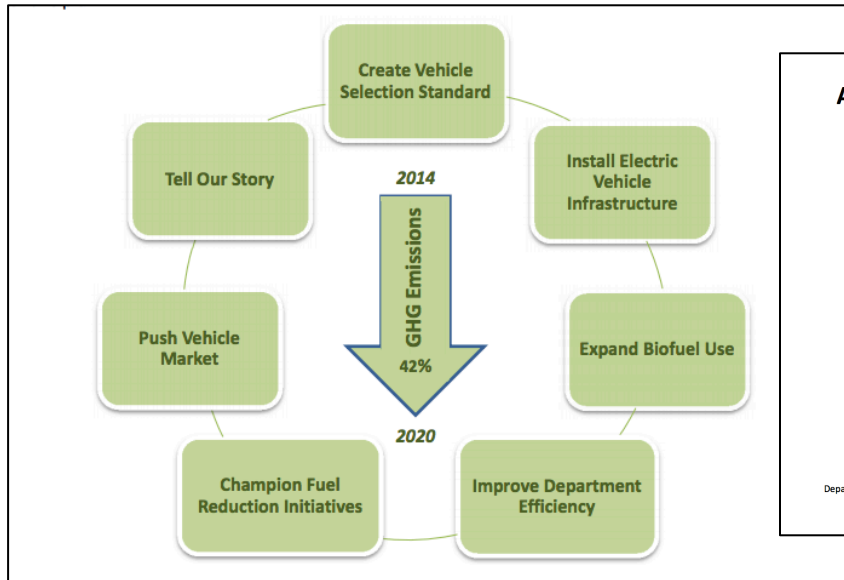 Create Vehicle
Selection Standard
Install Electric
Vehicle
Infrastructure
Expand Biofuel Use
Improve Department
Efficiency
Champion Fuel
Reduction Initiatives
Push Vehicle
Market
Tell Our Story
2014
GHG Emissions
42%
2020
A
Depa